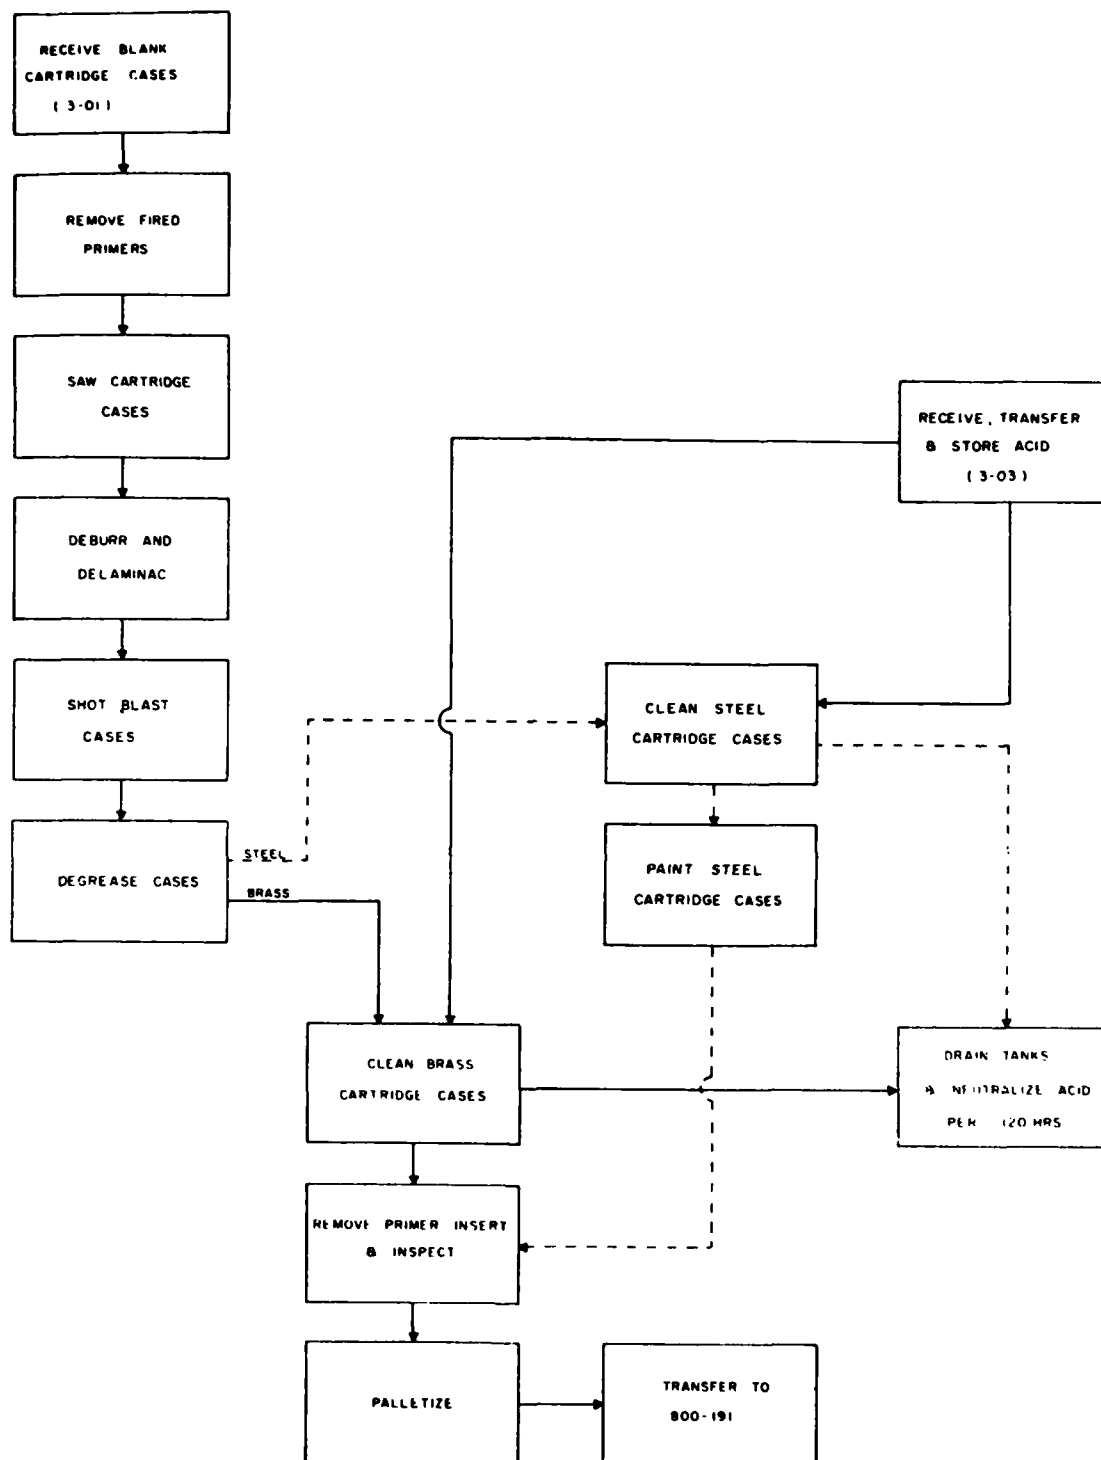 RECEIVE BLANK
CARTRIDGE CASES
(3-01)
REMOVE FIRED
PRIMERS
SAW CARTRIDGE
CASES
DEBURR AND
DELAMINAC
SHOT BLAST
CASES
DEGREASE CASES
STEEL
BRASS
RECEIVE, TRANSFER
& STORE ACID
(3-03)
CLEAN STEEL
CARTRIDGE CASES
PAINT STEEL
CARTRIDGE CASES
CLEAN BRASS
CARTRIDGE CASES
DRAIN TANKS
& NEUTRALIZE ACID
PER 120 HRS
REMOVE PRIMER INSERT
& INSPECT
PALLETIZE
TRANSFER TO
800-191